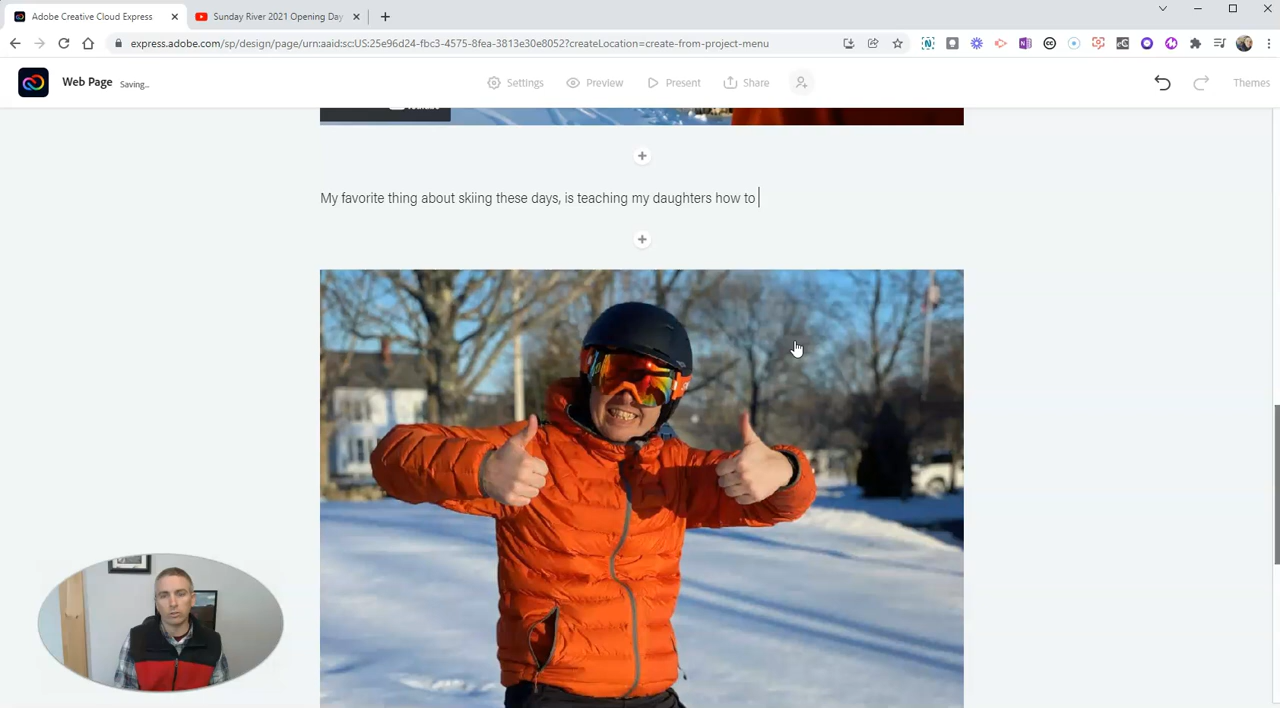 Adobe Creative Cloud Express
Sunday River 2021 Opening Day
express.adobe.com/sp/design/page/urn:aaid:sc:US:25e96d24-fbc3-4575-8fea-3813e30e8052?createLocation=create-from-project-menu
Web Page Saving... Settings Preview Present Share Themes
My favorite thing about skiing these days, is teaching my daughters how to